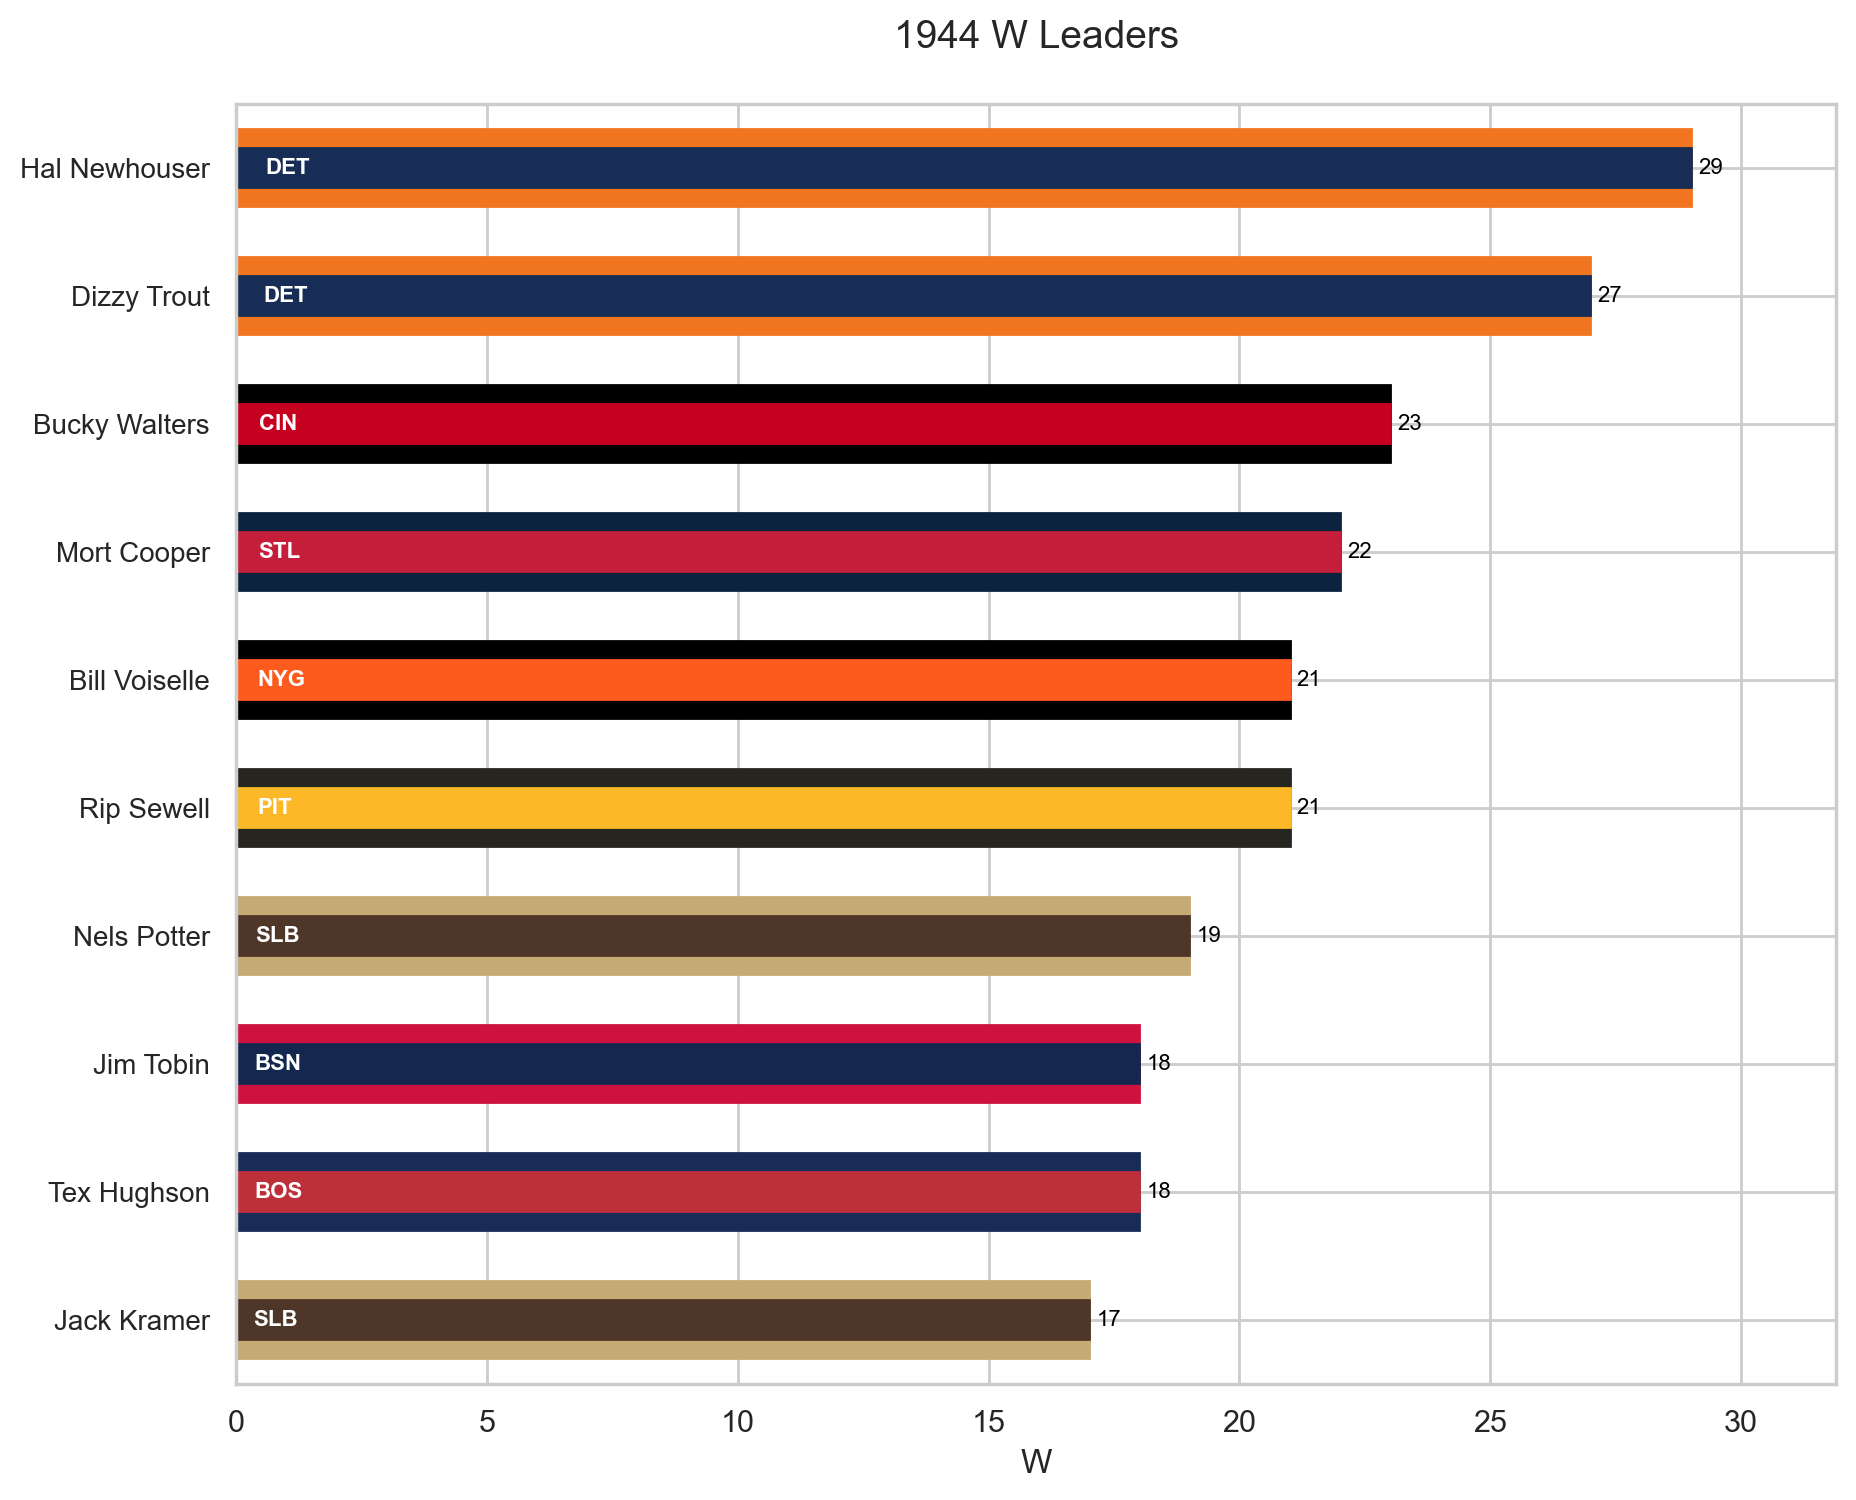 1944 W Leaders
Hal Newhouser DET 29
Dizzy Trout DET 27
Bucky Walters CIN 23
Mort Cooper STL 22
Bill Voiselle NYG 21
Rip Sewell PIT 21
Nels Potter SLB 19
Jim Tobin BSN 18
Tex Hughson BOS 18
Jack Kramer SLB 17
0 5 10 15 20 25 30
W